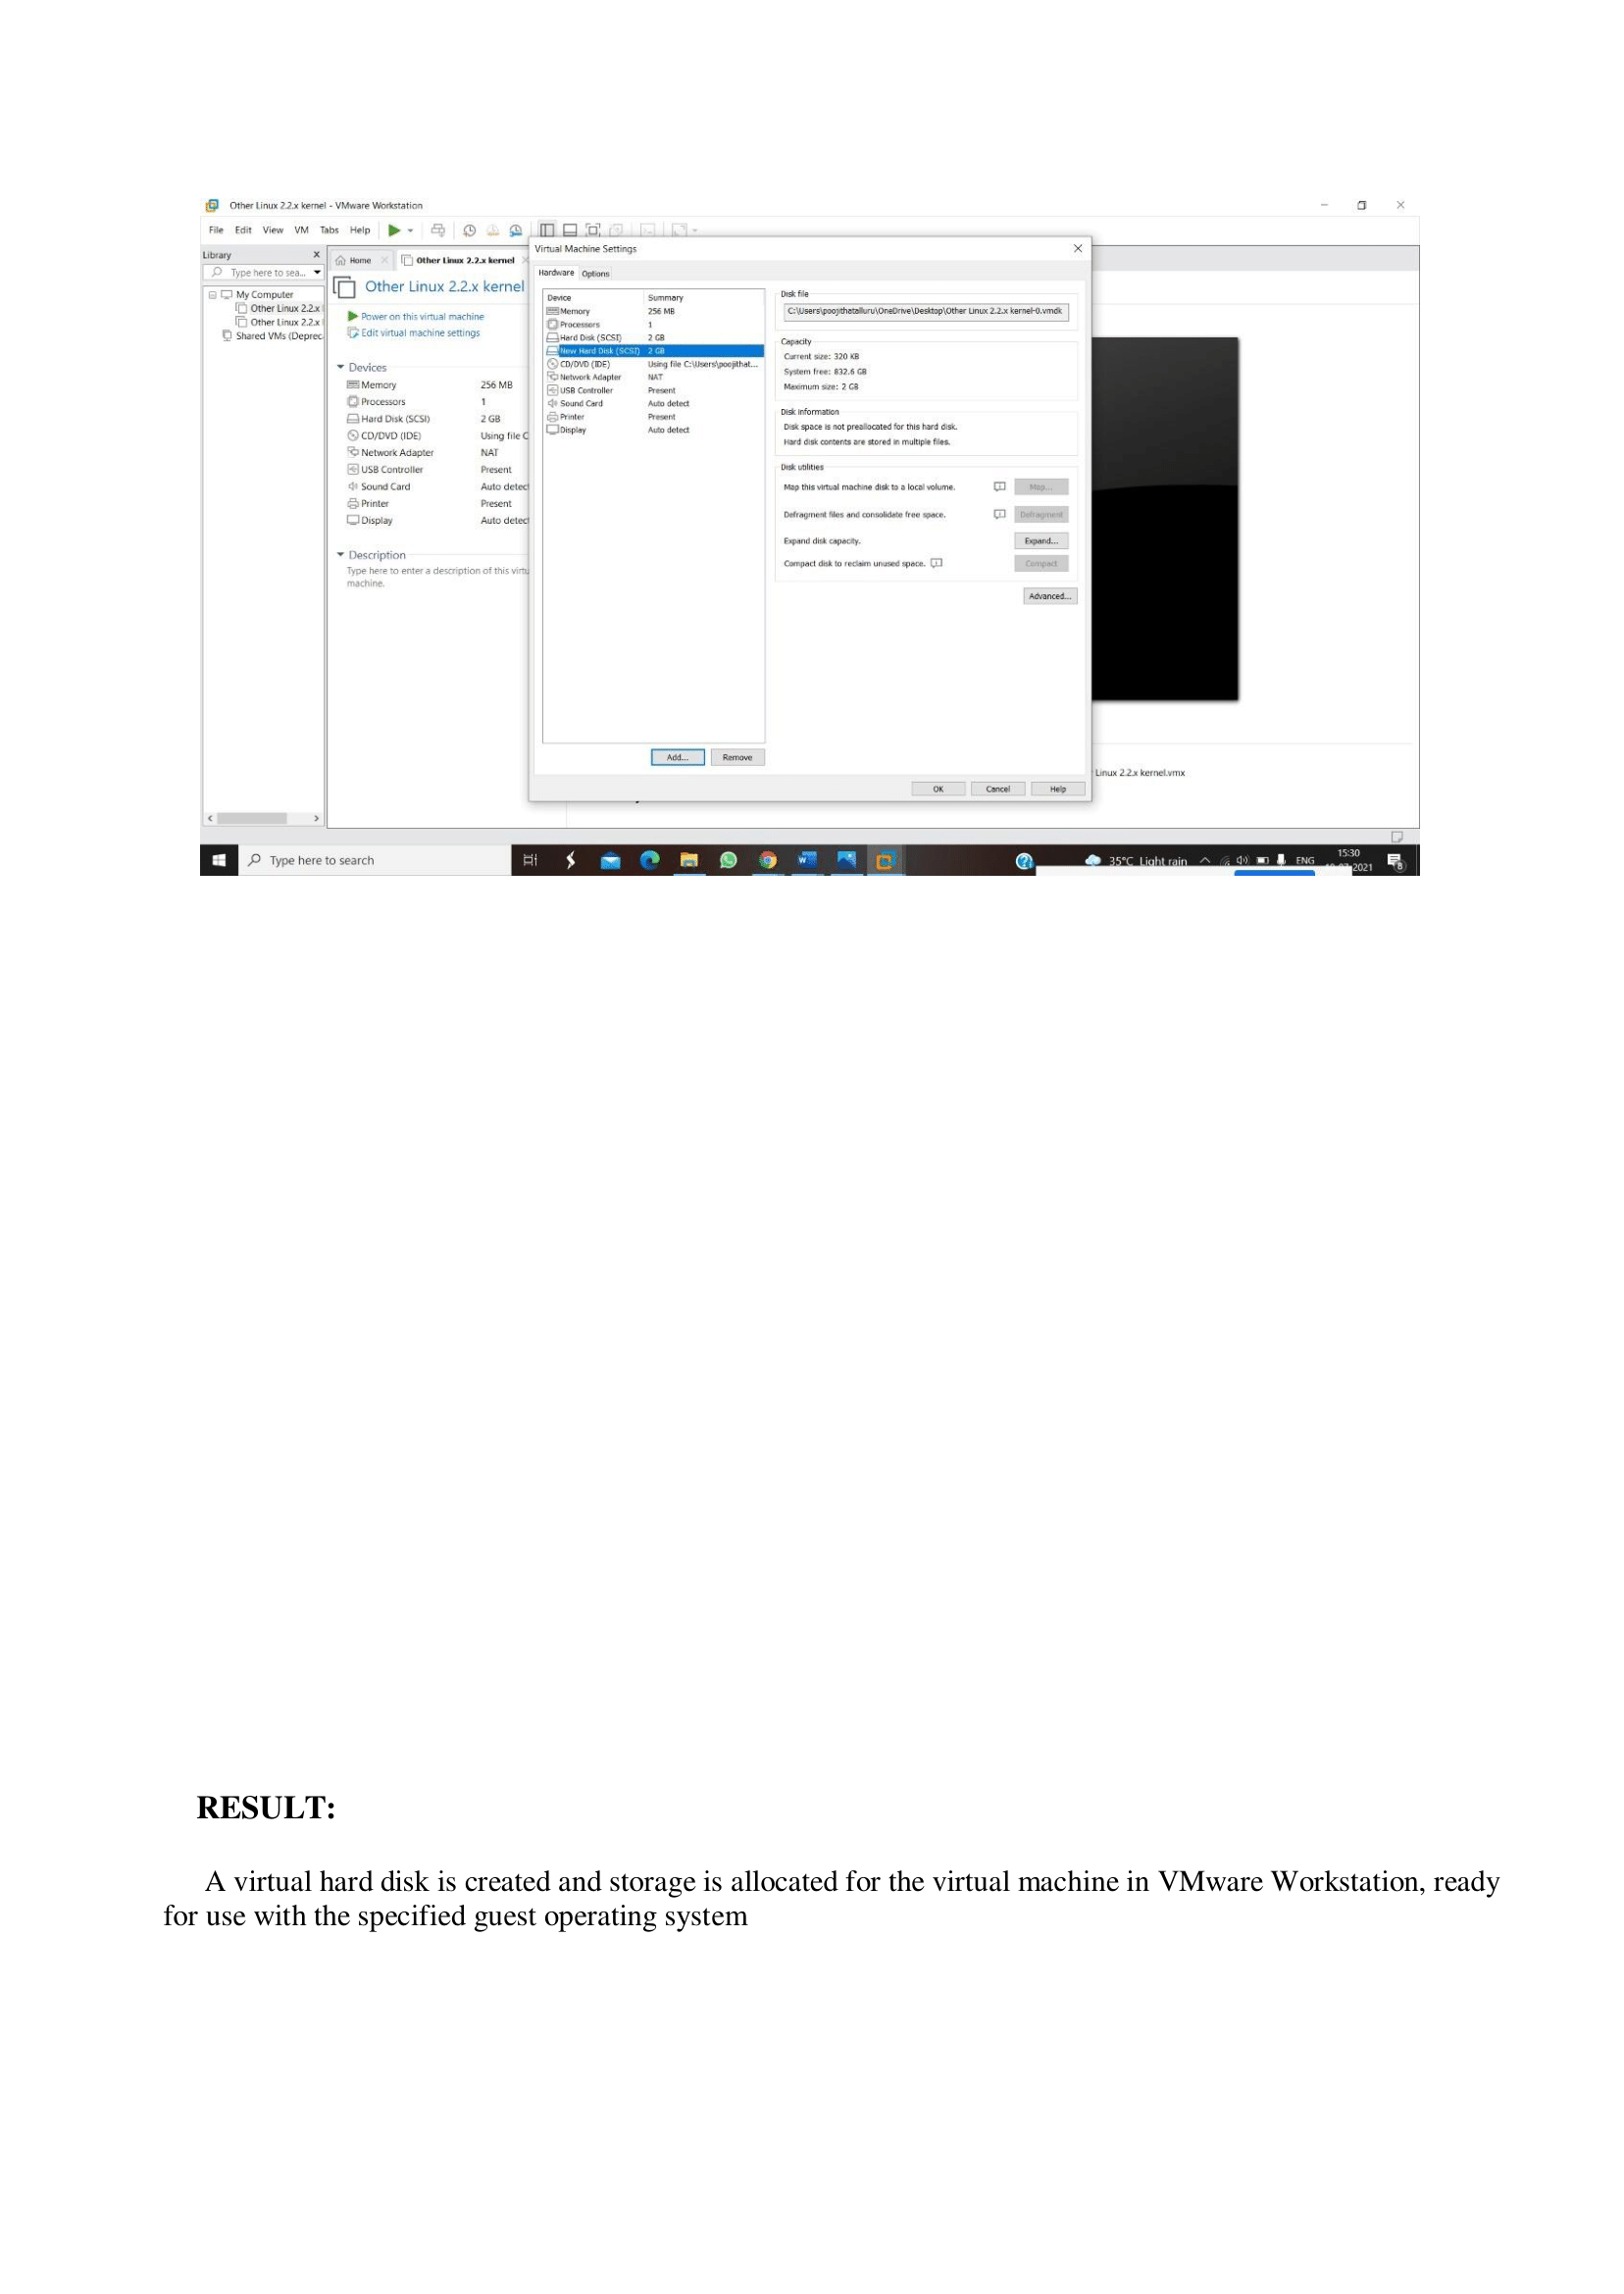 Other Linux 2.2.x kernel - VMware Workstation
File Edit View VM Tabs Help
Library
Type here to sea...
My Computer
Other Linux 2.2.x
Other Linux 2.2.x
Shared VMs (Deprec
Home
Other Linux 2.2.x kernel
Other Linux 2.2.x kernel
Power on this virtual machine
Edit virtual machine settings
Devices
Memory 256 MB
Processors 1
Hard Disk (SCSI) 2 GB
CD/DVD (IDE) Using file C
Network Adapter NAT
USB Controller Present
Sound Card Auto detect
Printer Present
Display Auto detect
Description
Type here to enter a description of this virtu
machine.
Virtual Machine Settings
Hardware Options
Device Summary
Memory 256 MB
Processors 1
Hard Disk (SCSI) 2 GB
New Hard Disk (SCSI) 2 GB
CD/DVD (IDE) Using file C:\Users\poojithat...
Network Adapter NAT
USB Controller Present
Sound Card Auto detect
Printer Present
Display Auto detect
Add... Remove
Disk file
C:\Users\poojithatalluru\OneDrive\Desktop\Other Linux 2.2.x kernel-0.vmdk
Capacity
Current size: 320 KB
System free: 832.6 GB
Maximum size: 2 GB
Disk information
Disk space is not preallocated for this hard disk.
Hard disk contents are stored in multiple files.
Disk utilities
Map this virtual machine disk to a local volume. Map...
Defragment files and consolidate free space. Defragment
Expand disk capacity. Expand...
Compact disk to reclaim unused space. Compact
Advanced...
OK Cancel Help
Linux 2.2.x kernel.vmx
Type here to search
35°C Light rain ENG 15:30
2021
RESULT:
A virtual hard disk is created and storage is allocated for the virtual machine in VMware Workstation, ready
for use with the specified guest operating system